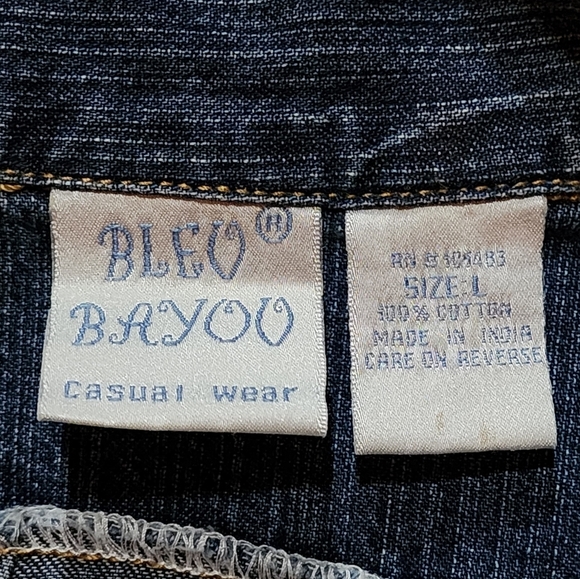 BLEU®
BAYOU
Casual wear
RN # 105483
SIZE: L
100% COTTON
MADE IN INDIA
CARE ON REVERSE